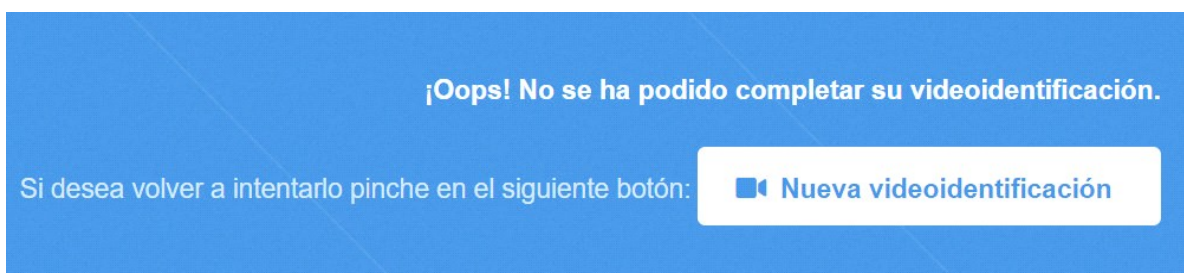 ¡Oops! No se ha podido completar su videoidentificación.
Si desea volver a intentarlo pinche en el siguiente botón: Nueva videoidentificación